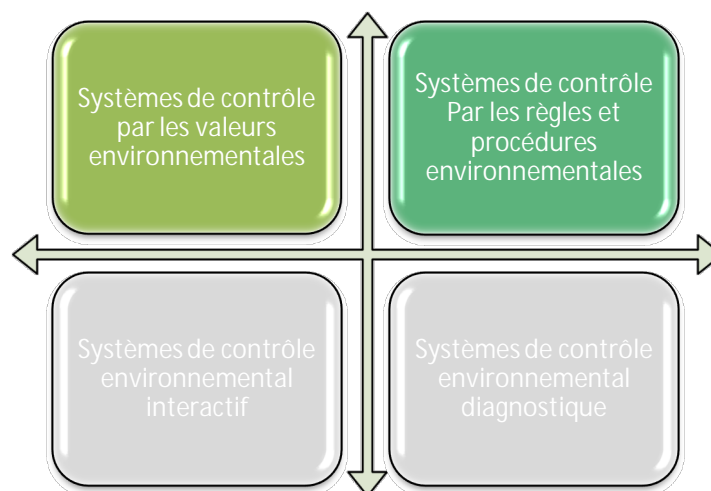 Systèmes de contrôle
par les valeurs
environnementales
Systèmes de contrôle
Par les règles et
procédures
environnementales
Systèmes de contrôle
environnemental
interactif
Systèmes de contrôle
environnemental
diagnostique